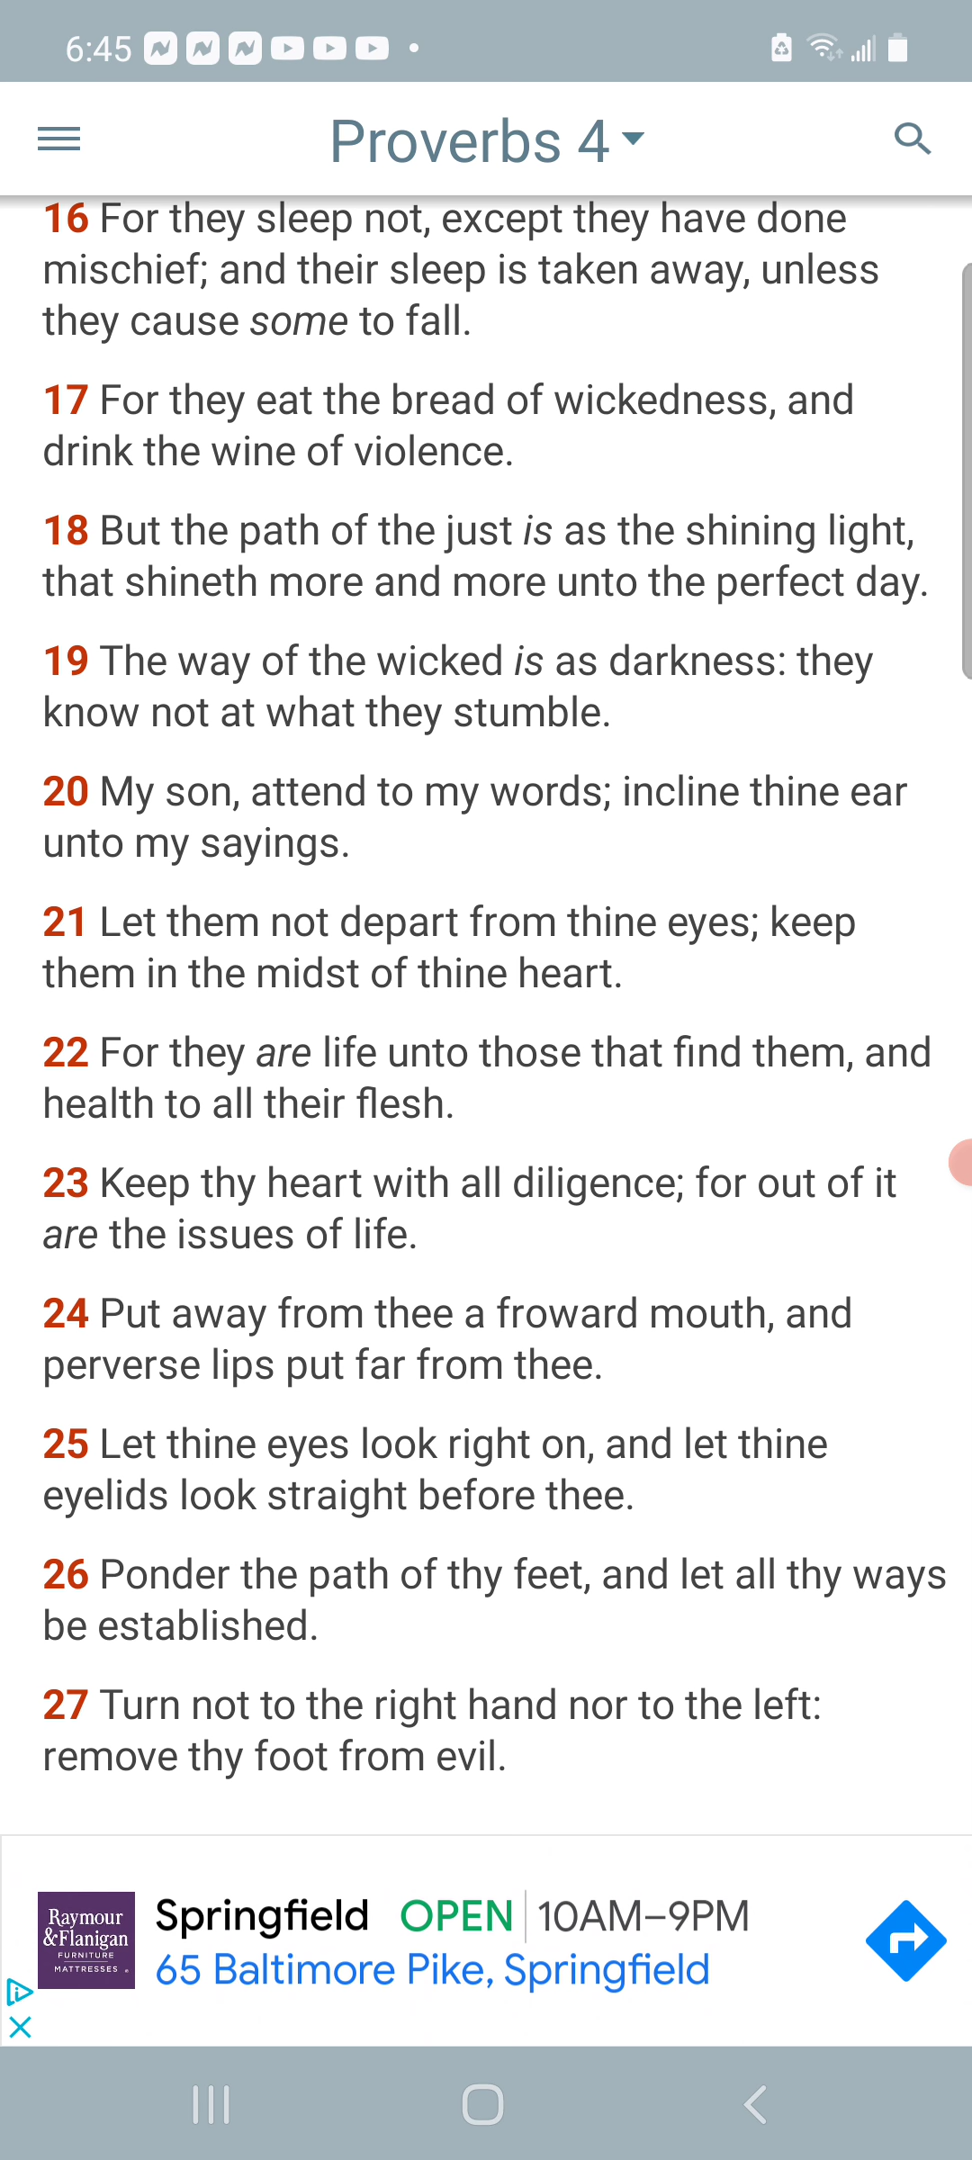 6:45
Proverbs 4
16 For they sleep not, except they have done
mischief; and their sleep is taken away, unless
they cause some to fall.
17 For they eat the bread of wickedness, and
drink the wine of violence.
18 But the path of the just is as the shining light,
that shineth more and more unto the perfect day.
19 The way of the wicked is as darkness: they
know not at what they stumble.
20 My son, attend to my words; incline thine ear
unto my sayings.
21 Let them not depart from thine eyes; keep
them in the midst of thine heart.
22 For they are life unto those that find them, and
health to all their flesh.
23 Keep thy heart with all diligence; for out of it
are the issues of life.
24 Put away from thee a froward mouth, and
perverse lips put far from thee.
25 Let thine eyes look right on, and let thine
eyelids look straight before thee.
26 Ponder the path of thy feet, and let all thy ways
be established.
27 Turn not to the right hand nor to the left:
remove thy foot from evil.
Raymour
&Flanigan
FURNITURE
MATTRESSES
Springfield OPEN 10AM–9PM
65 Baltimore Pike, Springfield